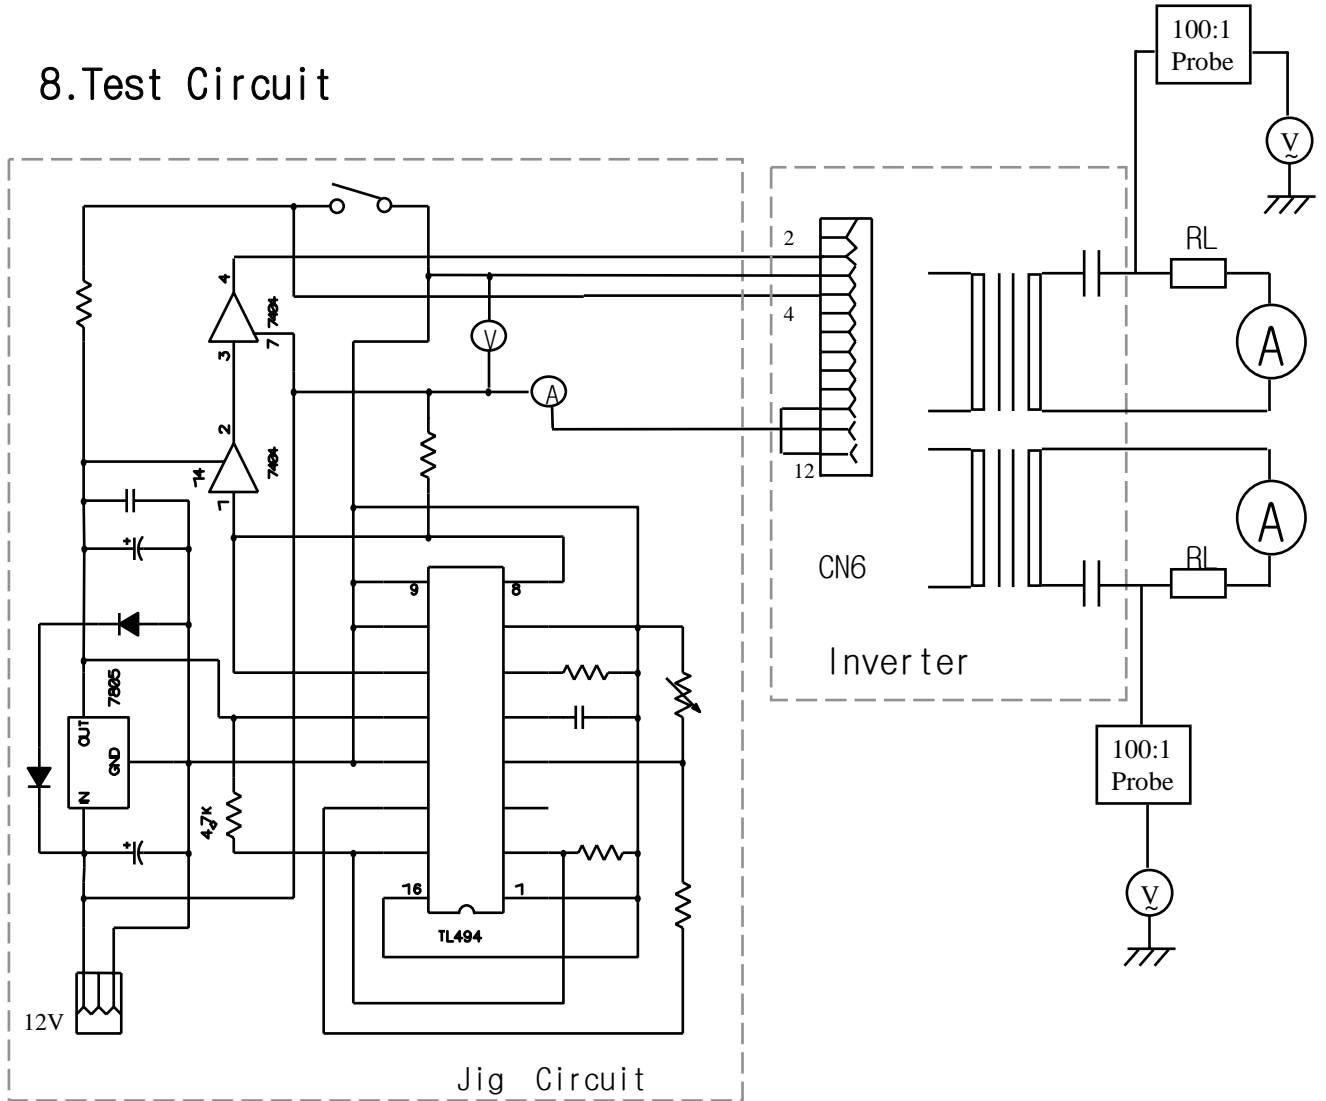 8.Test Circuit
100:1
Probe
V
~
2
RL
4
7404
4
3
7
V
A
A
2
14
7404
1
12
A
CN6
RL
9
8
Inverter
7805
OUT
GND
IN
100:1
Probe
4.7K
16
1
V
~
TL494
12V
Jig Circuit